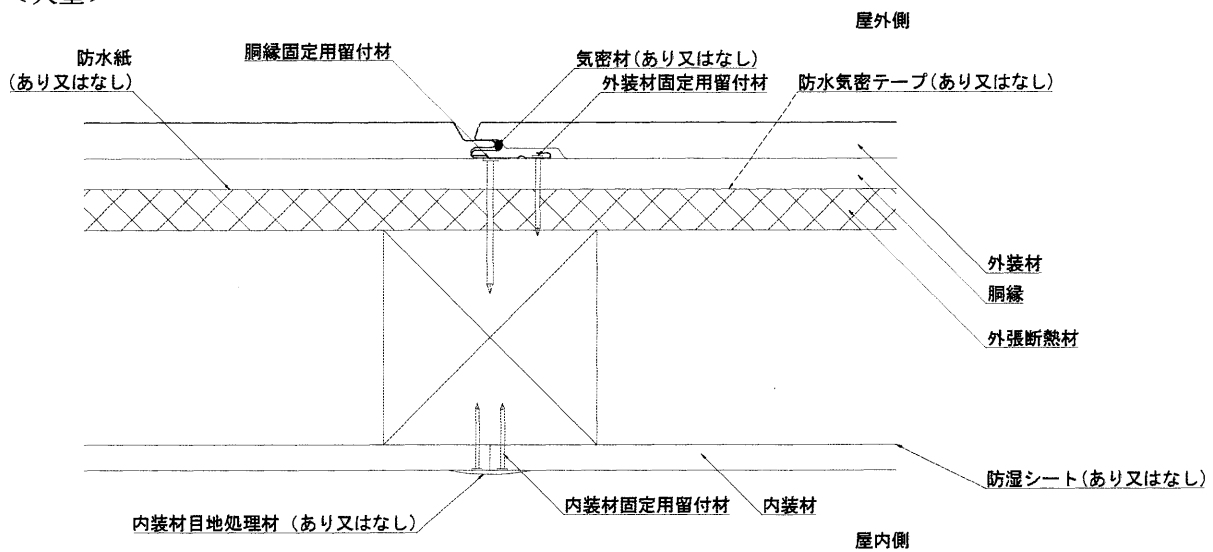 屋外側
防水紙
(あり又はなし)
胴縁固定用留付材
気密材(あり又はなし)
外装材固定用留付材
防水気密テープ(あり又はなし)
外装材
胴縁
外張断熱材
防湿シート(あり又はなし)
内装材固定用留付材
内装材
内装材目地処理材 (あり又はなし)
屋内側